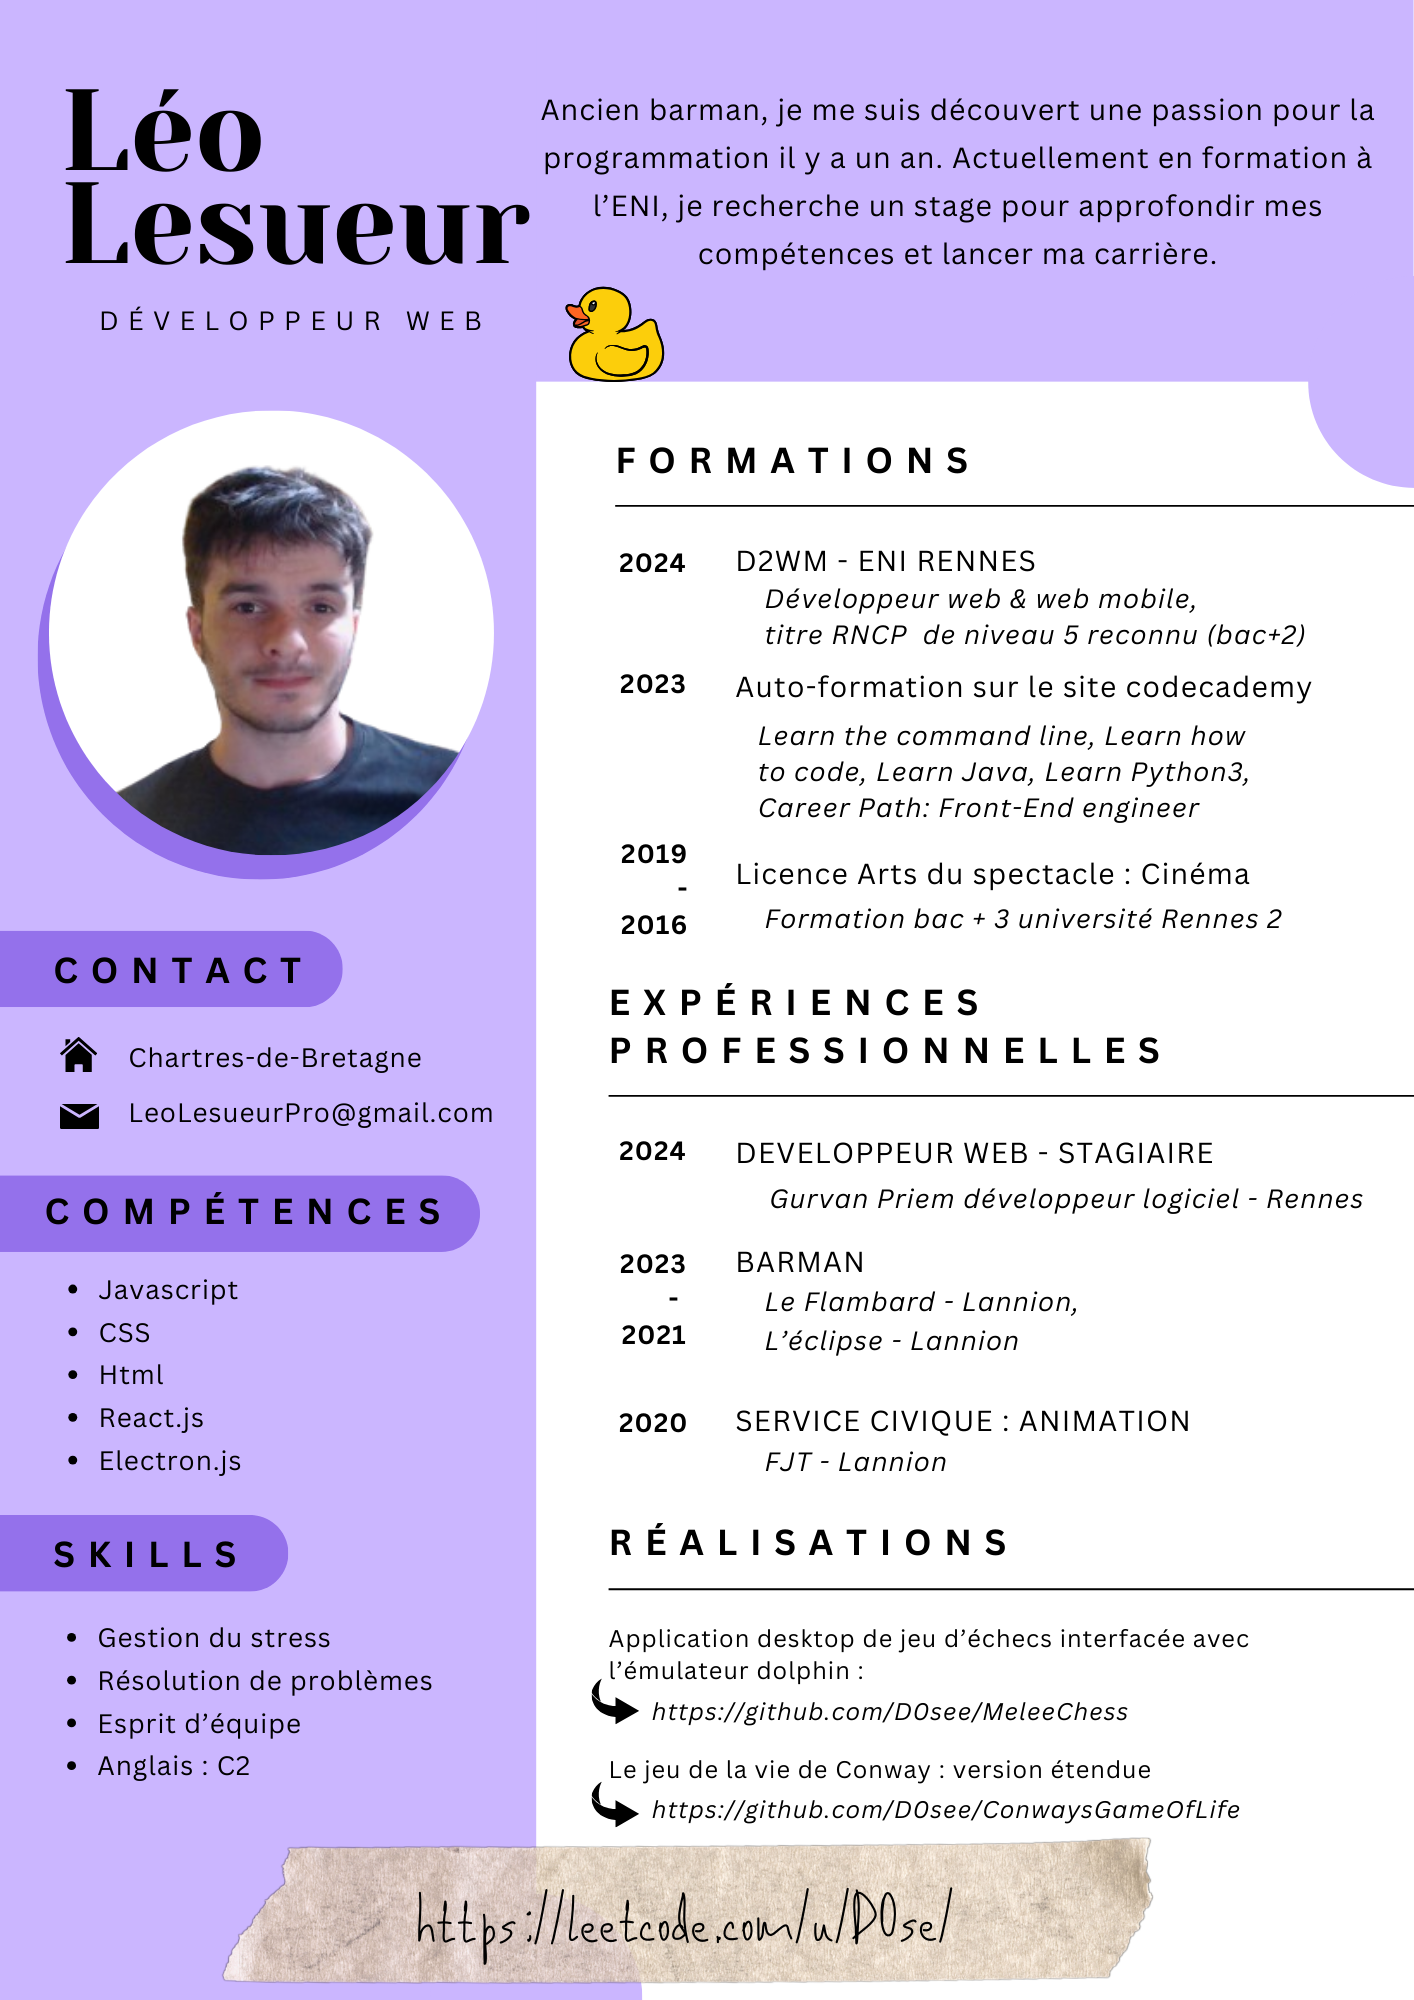 Léo
Lesueur
DÉVELOPPEUR WEB
Ancien barman, je me suis découvert une passion pour la
programmation il y a un an. Actuellement en formation à
l’ENI, je recherche un stage pour approfondir mes
compétences et lancer ma carrière.
CONTACT
Chartres-de-Bretagne
LeoLesueurPro@gmail.com
COMPÉTENCES
• Javascript
• CSS
• Html
• React.js
• Electron.js
SKILLS
• Gestion du stress
• Résolution de problèmes
• Esprit d’équipe
• Anglais : C2
FORMATIONS
2024 D2WM - ENI RENNES
Développeur web & web mobile,
titre RNCP  de niveau 5 reconnu (bac+2)
2023 Auto-formation sur le site codecademy
Learn the command line, Learn how
to code, Learn Java, Learn Python3,
Career Path: Front-End engineer
2019
-
2016
Licence Arts du spectacle : Cinéma
Formation bac + 3 université Rennes 2
EXPÉRIENCES
PROFESSIONNELLES
2024 DEVELOPPEUR WEB - STAGIAIRE
Gurvan Priem développeur logiciel - Rennes
2023
-
2021
BARMAN
Le Flambard - Lannion,
L’éclipse - Lannion
2020 SERVICE CIVIQUE : ANIMATION
FJT - Lannion
RÉALISATIONS
Application desktop de jeu d’échecs interfacée avec
l’émulateur dolphin :
https://github.com/D0see/MeleeChess
Le jeu de la vie de Conway : version étendue
https://github.com/D0see/ConwaysGameOfLife
https://leetcode.com/u/D0se/